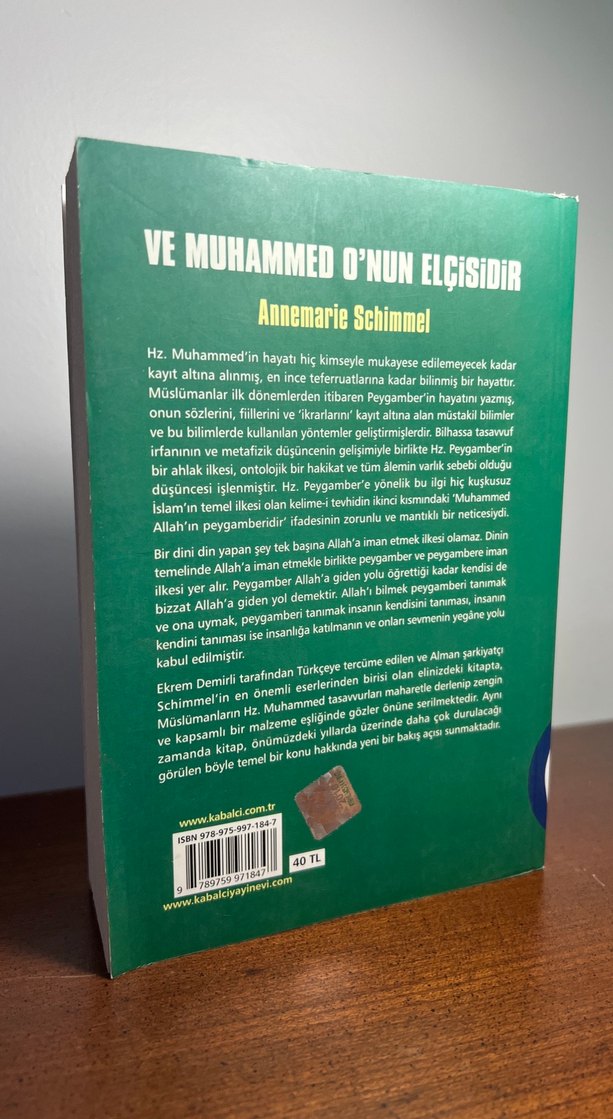 VE MUHAMMED O'NUN ELÇİSİDİR
Annemarie Schimmel
Hz. Muhammed'in hayatı hiç kimseyle mukayese edilemeyecek kadar
kayıt altına alınmış, en ince teferruatlarına kadar bilinmiş bir hayattır.
Müslümanlar ilk dönemlerden itibaren Peygamber'in hayatını yazmış,
onun sözlerini, fiillerini ve 'ikrarlarını' kayıt altına alan müstakil bilimler
ve bu bilimlerde kullanılan yöntemler geliştirmişlerdir. Bilhassa tasavvuf
irfanının ve metafizik düşüncenin gelişimiyle birlikte Hz. Peygamber'in
bir ahlak ilkesi, ontolojik bir hakikat ve tüm âlemin varlık sebebi olduğu
düşüncesi işlenmiştir. Hz. Peygamber'e yönelik bu ilgi hiç kuşkusuz
İslam'ın temel ilkesi olan kelime-i tevhidin ikinci kısmındaki 'Muhammed
Allah'ın peygamberidir' ifadesinin zorunlu ve mantıklı bir neticesiydi.
Bir dini din yapan şey tek başına Allah'a iman etmek ilkesi olamaz. Dinin
temelinde Allah'a iman etmekle birlikte peygamber ve peygambere iman
ilkesi yer alır. Peygamber Allah'a giden yolu öğrettiği kadar kendisi de
bizzat Allah'a giden yol demektir. Allah'ı bilmek peygamberi tanımak
ve ona uymak, peygamberi tanımak insanın kendisini tanıması, insanın
kendini tanıması ise insanlığa katılmanın ve onları sevmenin yegâne yolu
kabul edilmiştir.
Ekrem Demirli tarafından Türkçeye tercüme edilen ve Alman şarkiyatçı
Schimmel'in en önemli eserlerinden birisi olan elinizdeki kitapta,
Müslümanların Hz. Muhammed tasavvurları maharetle derlenip zengin
ve kapsamlı bir malzeme eşliğinde gözler önüne serilmektedir. Aynı
zamanda kitap, önümüzdeki yıllarda üzerinde daha çok durulacağı
görülen böyle temel bir konu hakkında yeni bir bakış açısı sunmaktadır.
www.kabalci.com.tr
ISBN 978-975-997-184-7
40 TL
9 789759 971847
www.kabalciyayinevi.com